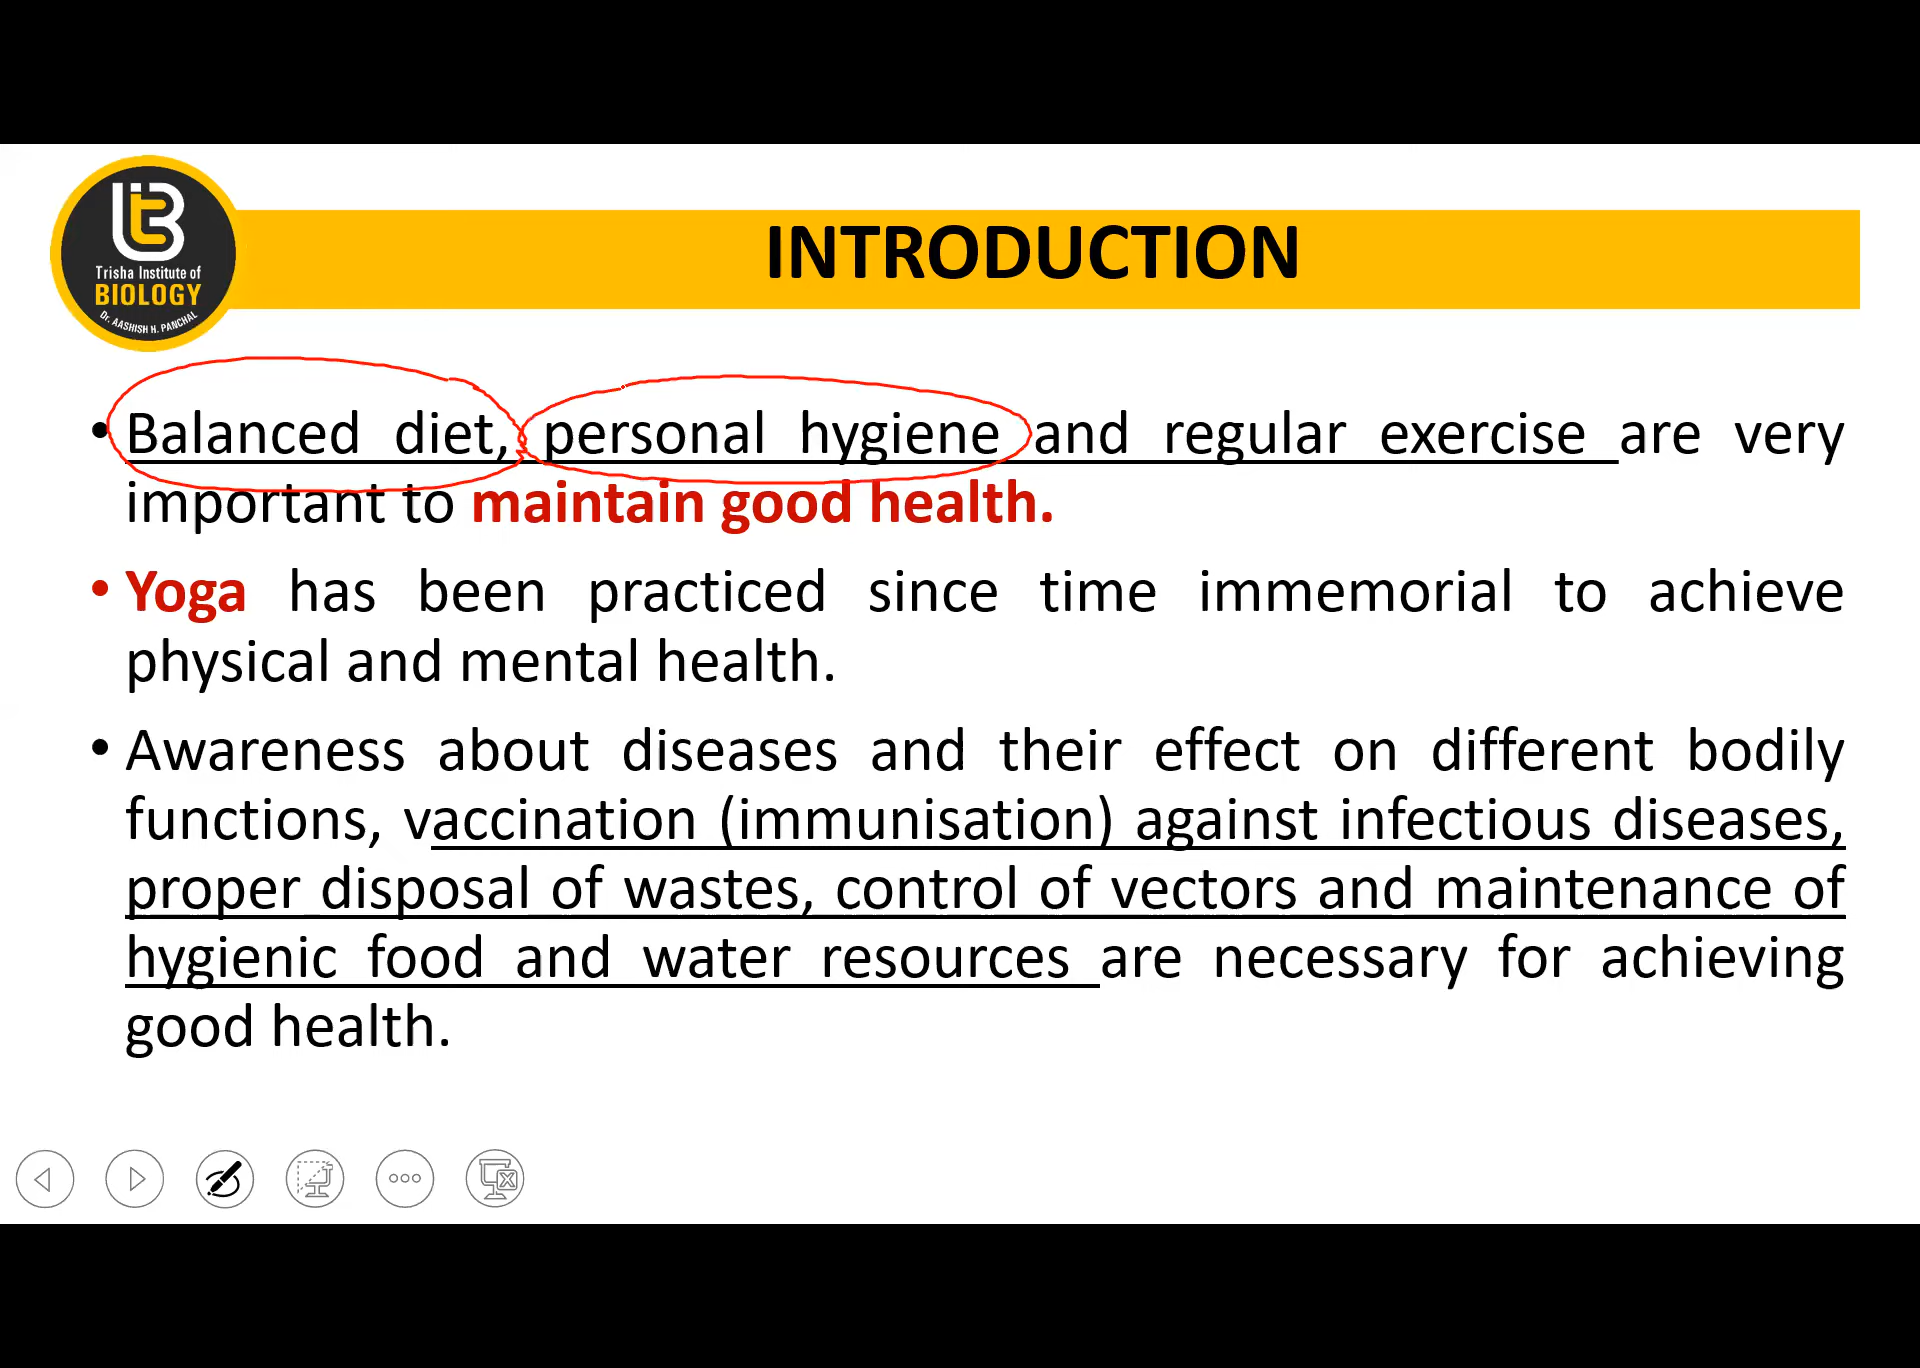 Trisha Institute of
BIOLOGY
Dr. AASHISH H. PANCHAL
INTRODUCTION
• Balanced diet, personal hygiene and regular exercise are very
important to maintain good health.
• Yoga has been practiced since time immemorial to achieve
physical and mental health.
• Awareness about diseases and their effect on different bodily
functions, vaccination (immunisation) against infectious diseases,
proper disposal of wastes, control of vectors and maintenance of
hygienic food and water resources are necessary for achieving
good health.